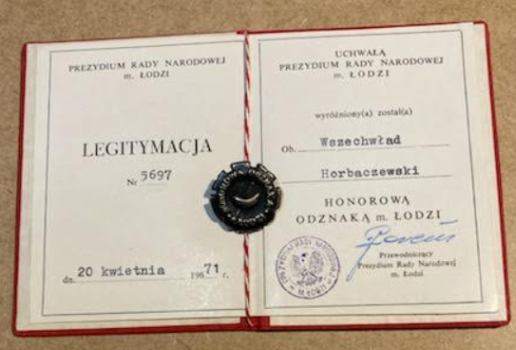 PREZYDIUM RADY NARODOWEJ
m. ŁODZI
LEGITYMACJA
Nr 5697
dn. 20 kwietnia 1971 r.
UCHWAŁĄ
PREZYDIUM RADY NARODOWEJ
m. ŁODZI
wyróżniony(a) został(a)
Ob. Wszechwład
Horbaczewski
HONOROWĄ
ODZNAKĄ m. ŁODZI
Przewodniczący
Prezydium Rady Narodowej
m. Łodzi